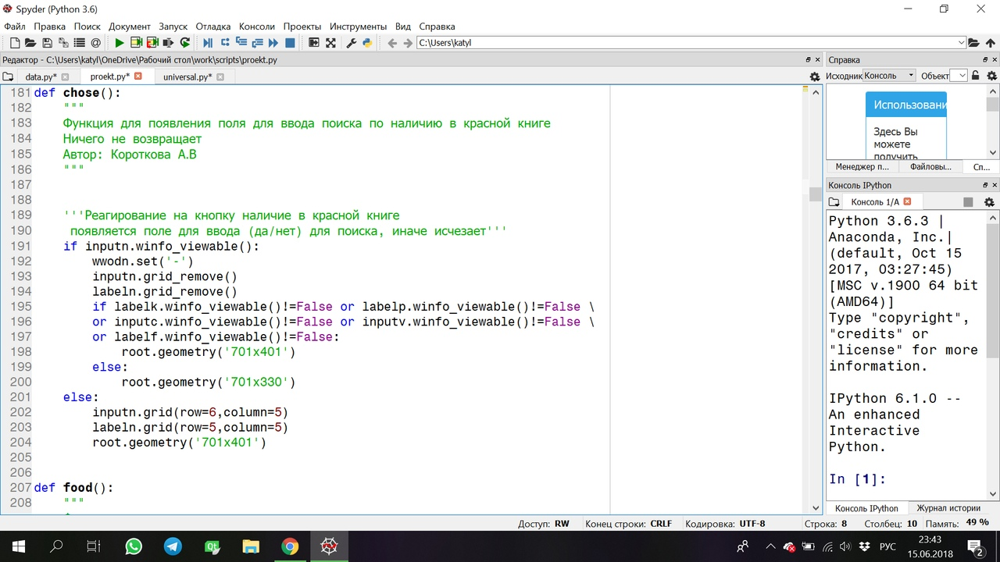 Spyder (Python 3.6)
Файл Правка Поиск Документ Запуск Отладка Консоли Проекты Инструменты Вид Справка
C:\Users\katyl
Редактор - C:\Users\katyl\OneDrive\Рабочий стол\work\scripts\proekt.py
data.py* proekt.py* universal.py*
181 def chose():
182     """
183     Функция для появления поля для ввода поиска по наличию в красной книге
184     Ничего не возвращает
185     Автор: Короткова А.В
186     """
187
188
189     '''Реагирование на кнопку наличие в красной книге
190      появляется поле для ввода (да/нет) для поиска, иначе исчезает'''
191     if inputn.winfo_viewable():
192         wwodn.set('-')
193         inputn.grid_remove()
194         labeln.grid_remove()
195         if labelk.winfo_viewable()!=False or labelp.winfo_viewable()!=False \
196         or inputc.winfo_viewable()!=False or inputv.winfo_viewable()!=False \
197         or labelf.winfo_viewable()!=False:
198             root.geometry('701x401')
199         else:
200             root.geometry('701x330')
201     else:
202         inputn.grid(row=6,column=5)
203         labeln.grid(row=5,column=5)
204         root.geometry('701x401')
205
206
207 def food():
208     """
Справка
Исходник Консоль Объект
Использовани
Здесь Вы
можете
получить
Менеджер п... Файловы... Сп...
Консоль IPython
Консоль 1/A
Python 3.6.3 |
Anaconda, Inc.|
(default, Oct 15
2017, 03:27:45)
[MSC v.1900 64 bit
(AMD64)]
Type "copyright",
"credits" or
"license" for more
information.
IPython 6.1.0 --
An enhanced
Interactive
Python.
In [1]:
Консоль IPython Журнал истории
Доступ: RW Конец строки: CRLF Кодировка: UTF-8 Строка: 8 Столбец: 10 Память: 49 %
РУС
23:43
15.06.2018
2